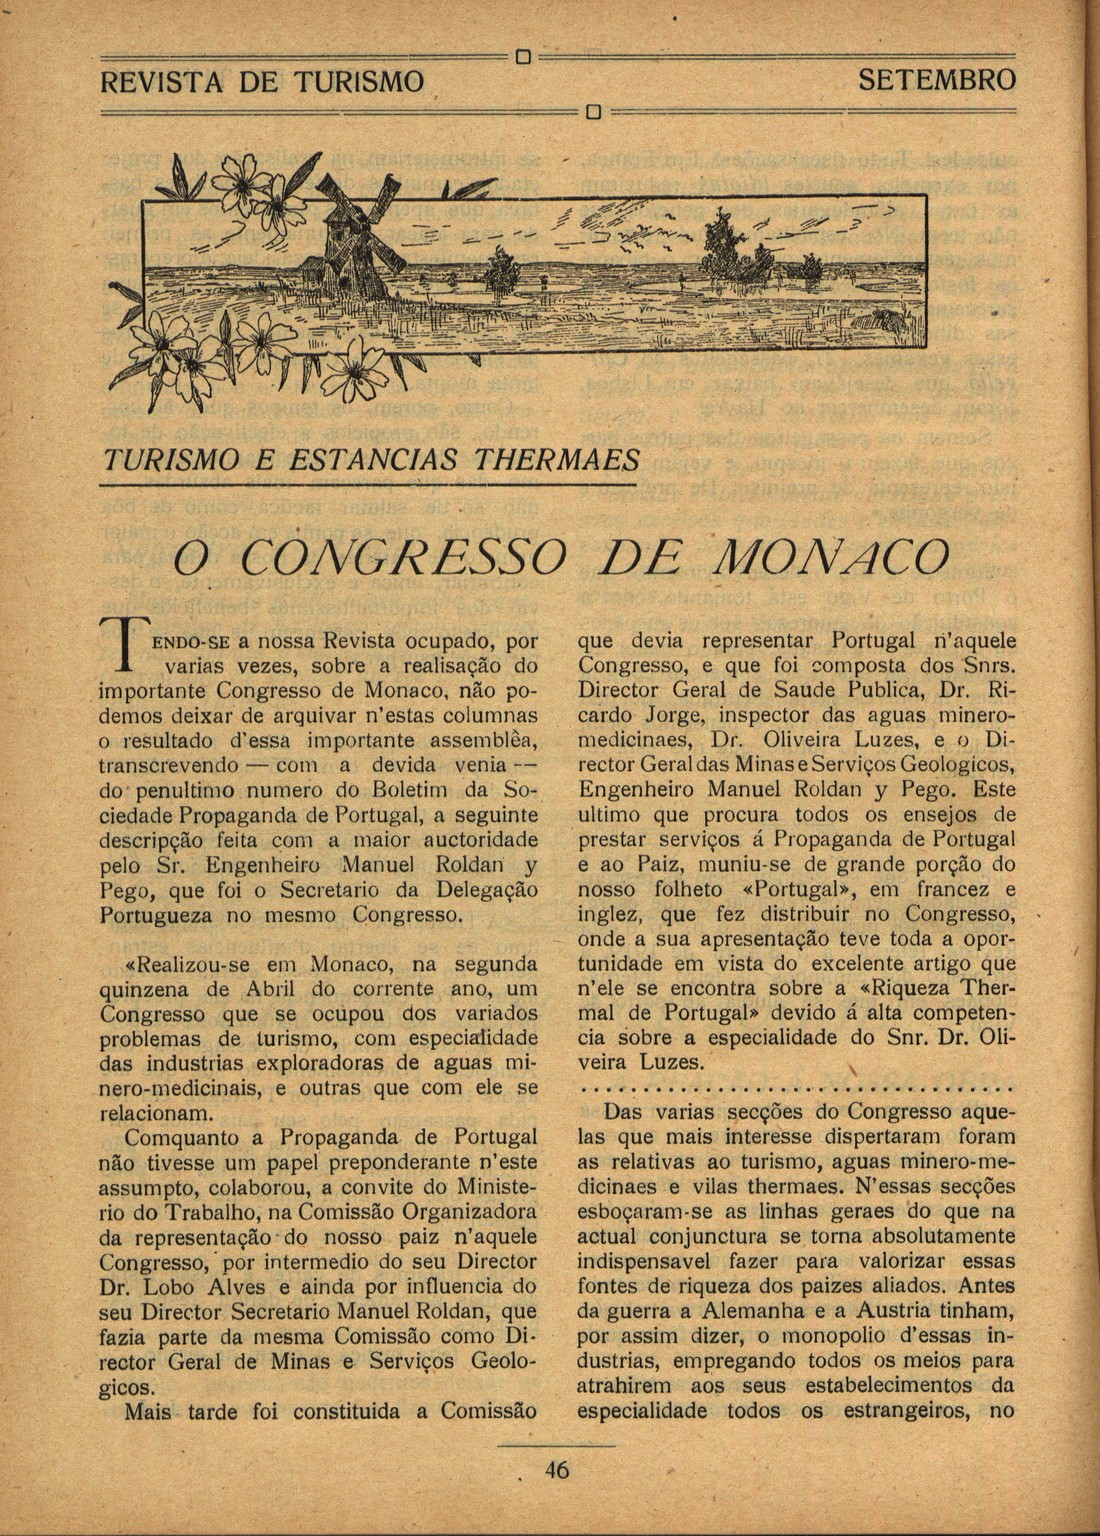 REVISTA DE TURISMO
SETEMBRO
TURISMO E ESTANCIAS THERMAES
O CONGRESSO DE MONACO
TENDO-SE a nossa Revista ocupado, por
varias vezes, sobre a realisação do
importante Congresso de Monaco, não po-
demos deixar de arquivar n'estas columnas
o resultado d'essa importante assemblêa,
transcrevendo — com a devida venia —
do penultimo numero do Boletim da So-
ciedade Propaganda de Portugal, a seguinte
descripção feita com a maior auctoridade
pelo Sr. Engenheiro Manuel Roldan y
Pego, que foi o Secretario da Delegação
Portugueza no mesmo Congresso.
«Realizou-se em Monaco, na segunda
quinzena de Abril do corrente ano, um
Congresso que se ocupou dos variados
problemas de turismo, com especialidade
das industrias exploradoras de aguas mi-
nero-medicinais, e outras que com ele se
relacionam.
Comquanto a Propaganda de Portugal
não tivesse um papel preponderante n'este
assumpto, colaborou, a convite do Ministe-
rio do Trabalho, na Comissão Organizadora
da representação do nosso paiz n'aquele
Congresso, por intermedio do seu Director
Dr. Lobo Alves e ainda por influencia do
seu Director Secretario Manuel Roldan, que
fazia parte da mesma Comissão como Di-
rector Geral de Minas e Serviços Geolo-
gicos.
Mais tarde foi constituida a Comissão
que devia representar Portugal n'aquele
Congresso, e que foi composta dos Snrs.
Director Geral de Saude Publica, Dr. Ri-
cardo Jorge, inspector das aguas minero-
medicinaes, Dr. Oliveira Luzes, e o Di-
rector Geral das Minas e Serviços Geologicos,
Engenheiro Manuel Roldan y Pego. Este
ultimo que procura todos os ensejos de
prestar serviços á Propaganda de Portugal
e ao Paiz, muniu-se de grande porção do
nosso folheto «Portugal», em francez e
inglez, que fez distribuir no Congresso,
onde a sua apresentação teve toda a opor-
tunidade em vista do excelente artigo que
n'ele se encontra sobre a «Riqueza Ther-
mal de Portugal» devido á alta competen-
cia sobre a especialidade do Snr. Dr. Oli-
veira Luzes.
. . . . . . . . . . . . . . . . . . . . . . . . . . . . . . . . .
Das varias secções do Congresso aque-
las que mais interesse dispertaram foram
as relativas ao turismo, aguas minero-me-
dicinaes e vilas thermaes. N'essas secções
esboçaram-se as linhas geraes do que na
actual conjunctura se torna absolutamente
indispensavel fazer para valorizar essas
fontes de riqueza dos paizes aliados. Antes
da guerra a Alemanha e a Austria tinham,
por assim dizer, o monopolio d'essas in-
dustrias, empregando todos os meios para
atrahirem aos seus estabelecimentos da
especialidade todos os estrangeiros, no
46